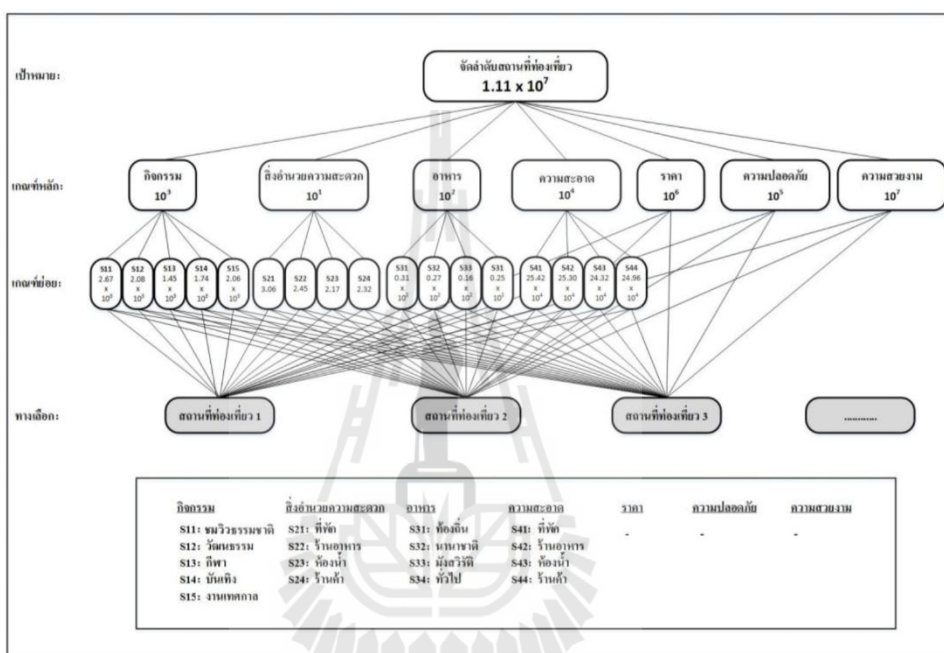 เป้าหมาย:
จัดลำดับสถานที่ท่องเที่ยว
1.11 x 10⁷
เกณฑ์หลัก:
กิจกรรม
10³
สิ่งอำนวยความสะดวก
10¹
อาหาร
10²
ความสะอาด
10⁴
ราคา
10⁶
ความปลอดภัย
10⁵
ความสวยงาม
10⁷
เกณฑ์ย่อย:
S11
2.67
x
10³
S12
2.08
x
10³
S13
1.45
x
10³
S14
1.74
x
10³
S15
2.06
x
10³
S21
3.06
S22
2.45
S23
2.17
S24
2.32
S31
0.31
x
10²
S32
0.27
x
10²
S33
0.16
x
10²
S31
0.25
x
10²
S41
25.42
x
10⁴
S42
25.30
x
10⁴
S43
24.32
x
10⁴
S44
24.96
x
10⁴
ทางเลือก:
สถานที่ท่องเที่ยว 1
สถานที่ท่องเที่ยว 2
สถานที่ท่องเที่ยว 3
.............
กิจกรรม สิ่งอำนวยความสะดวก อาหาร ความสะอาด ราคา ความปลอดภัย ความสวยงาม
S11: ชมวิวธรรมชาติ S21: ที่พัก S31: ท้องถิ่น S41: ที่พัก - - -
S12: วัฒนธรรม S22: ร้านอาหาร S32: นานาชาติ S42: ร้านอาหาร
S13: กีฬา S23: ห้องน้ำ S33: มังสวิรัติ S43: ห้องน้ำ
S14: บันเทิง S24: ร้านค้า S34: ทั่วไป S44: ร้านค้า
S15: งานเทศกาล